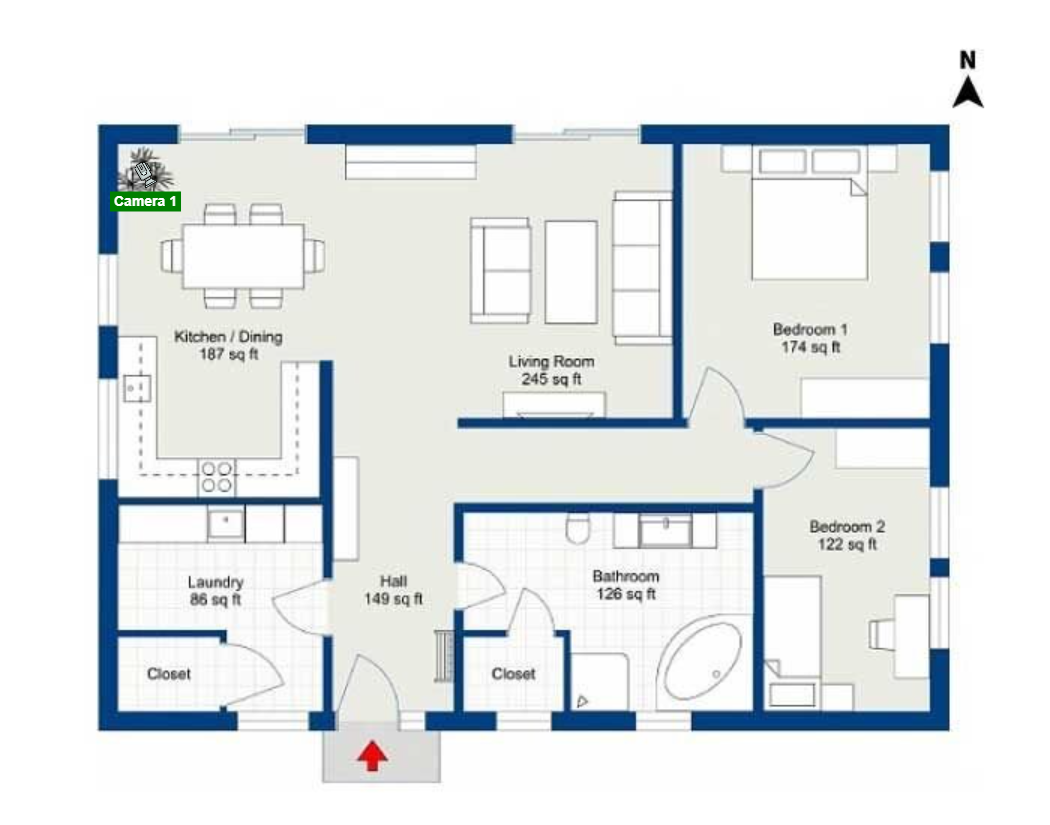 N
Camera 1
Kitchen / Dining
187 sq ft
Living Room
245 sq ft
Bedroom 1
174 sq ft
Bedroom 2
122 sq ft
Laundry
86 sq ft
Hall
149 sq ft
Bathroom
126 sq ft
Closet
Closet